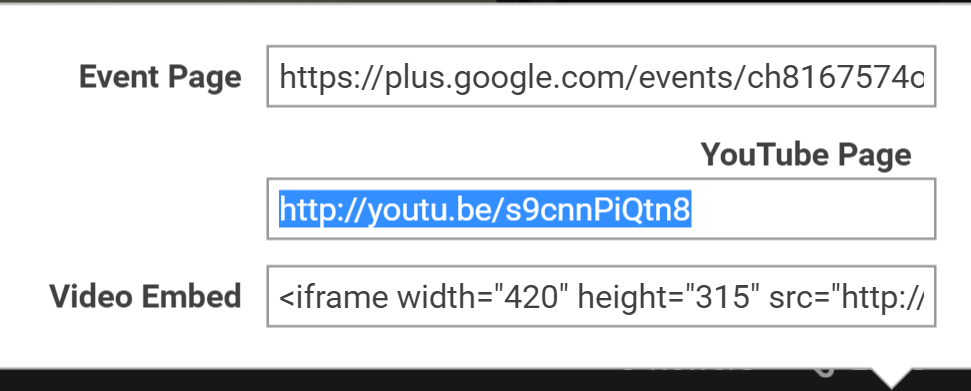 Event Page https://plus.google.com/events/ch8167574c
YouTube Page
http://youtu.be/s9cnnPiQtn8
Video Embed <iframe width="420" height="315" src="http://